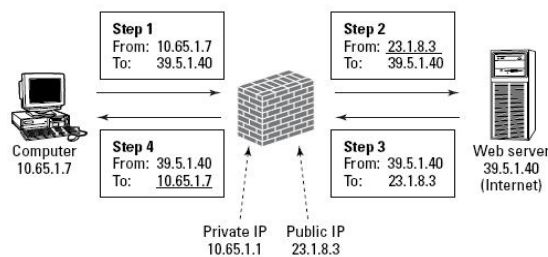 Step 1
From: 10.65.1.7
To: 39.5.1.40
Step 2
From: 23.1.8.3
To: 39.5.1.40
Computer
10.65.1.7
Step 4
From: 39.5.1.40
To: 10.65.1.7
Step 3
From: 39.5.1.40
To: 23.1.8.3
Web server
39.5.1.40
(Internet)
Private IP
10.65.1.1
Public IP
23.1.8.3